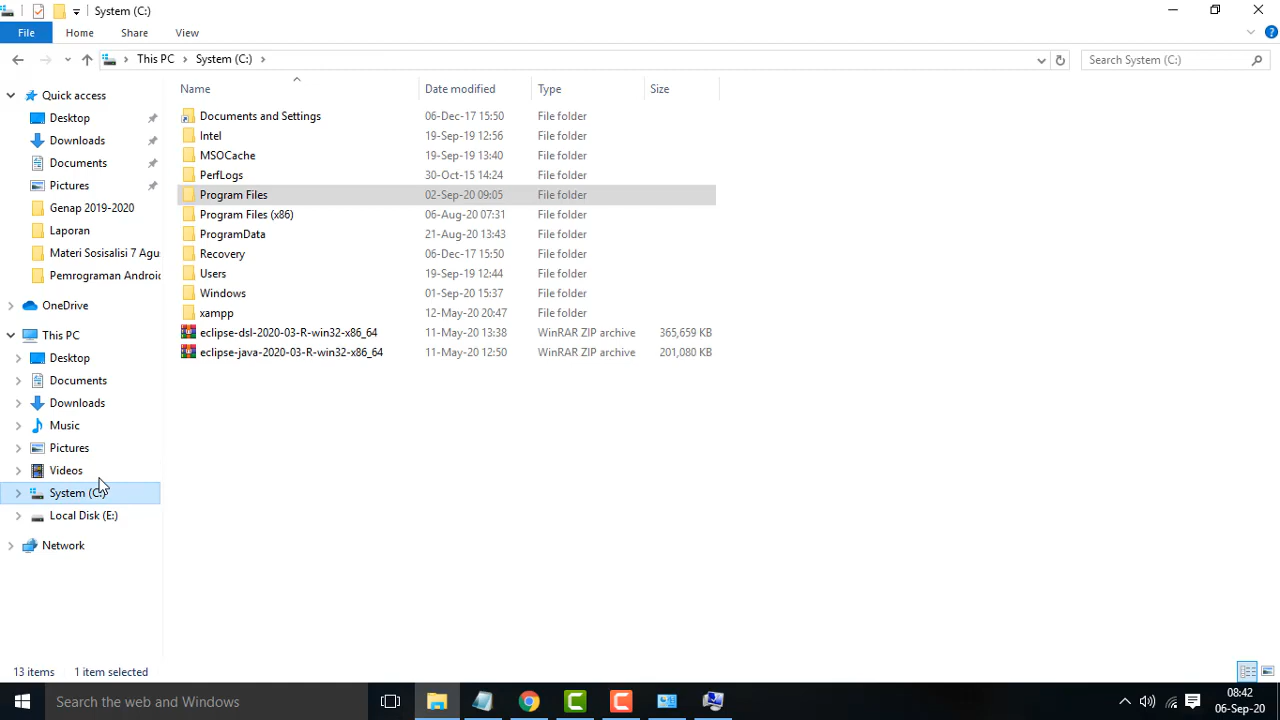 System (C:)
File Home Share View
This PC System (C:) Search System (C:)
Name Date modified Type Size
Quick access
Desktop
Downloads
Documents
Pictures
Genap 2019-2020
Laporan
Materi Sosisalisi 7 Agu
Pemrograman Android
OneDrive
This PC
Desktop
Documents
Downloads
Music
Pictures
Videos
System (C:)
Local Disk (E:)
Network
Documents and Settings 06-Dec-17 15:50 File folder
Intel 19-Sep-19 12:56 File folder
MSOCache 19-Sep-19 13:40 File folder
PerfLogs 30-Oct-15 14:24 File folder
Program Files 02-Sep-20 09:05 File folder
Program Files (x86) 06-Aug-20 07:31 File folder
ProgramData 21-Aug-20 13:43 File folder
Recovery 06-Dec-17 15:50 File folder
Users 19-Sep-19 12:44 File folder
Windows 01-Sep-20 15:37 File folder
xampp 12-May-20 20:47 File folder
eclipse-dsl-2020-03-R-win32-x86_64 11-May-20 13:38 WinRAR ZIP archive 365,659 KB
eclipse-java-2020-03-R-win32-x86_64 11-May-20 12:50 WinRAR ZIP archive 201,080 KB
13 items 1 item selected
Search the web and Windows
08:42
06-Sep-20